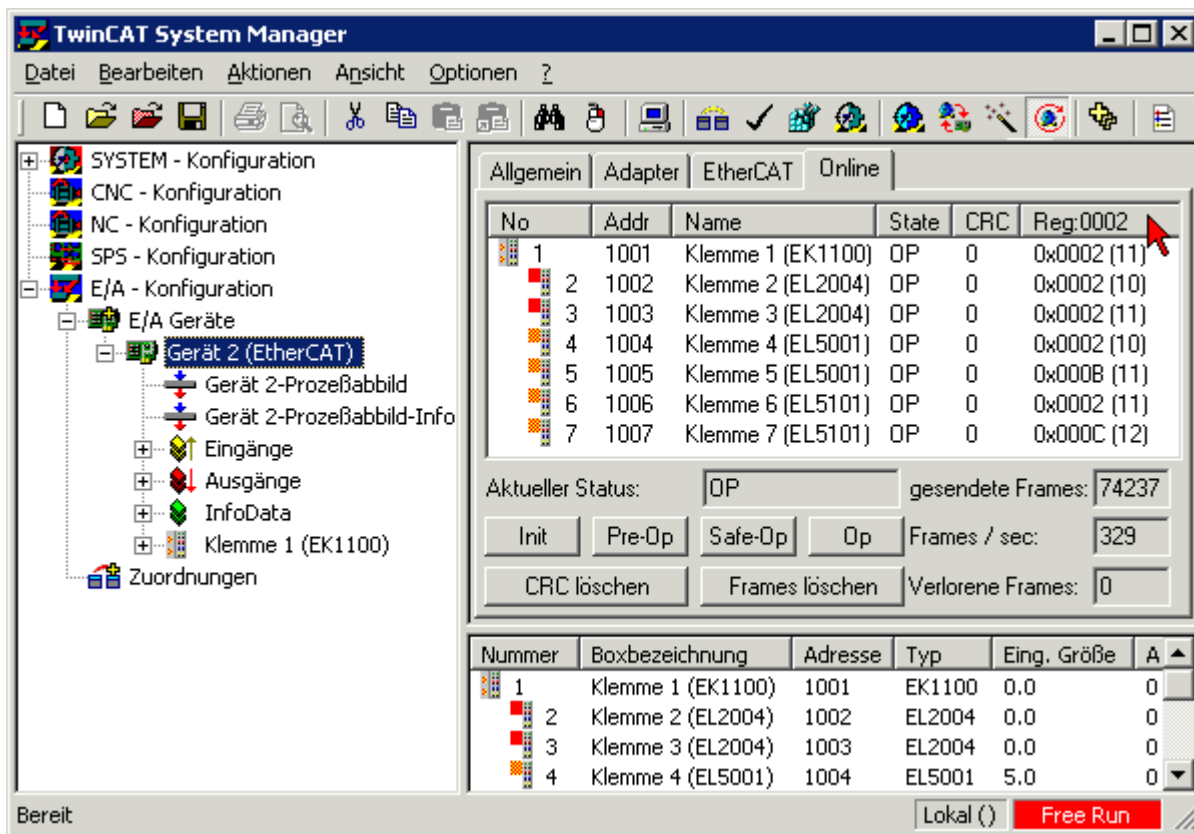 TwinCAT System Manager
Datei Bearbeiten Aktionen Ansicht Optionen ?
SYSTEM - Konfiguration
CNC - Konfiguration
NC - Konfiguration
SPS - Konfiguration
E/A - Konfiguration
E/A Geräte
Gerät 2 (EtherCAT)
Gerät 2-Prozeßabbild
Gerät 2-Prozeßabbild-Info
Eingänge
Ausgänge
InfoData
Klemme 1 (EK1100)
Zuordnungen
Allgemein Adapter EtherCAT Online
No Addr Name State CRC Reg:0002
1 1001 Klemme 1 (EK1100) OP 0 0x0002 (11)
2 1002 Klemme 2 (EL2004) OP 0 0x0002 (10)
3 1003 Klemme 3 (EL2004) OP 0 0x0002 (11)
4 1004 Klemme 4 (EL5001) OP 0 0x0002 (10)
5 1005 Klemme 5 (EL5001) OP 0 0x000B (11)
6 1006 Klemme 6 (EL5101) OP 0 0x0002 (11)
7 1007 Klemme 7 (EL5101) OP 0 0x000C (12)
Aktueller Status: OP gesendete Frames: 74237
Init Pre-Op Safe-Op Op Frames / sec: 329
CRC löschen Frames löschen Verlorene Frames: 0
Nummer Boxbezeichnung Adresse Typ Eing. Größe A
1 Klemme 1 (EK1100) 1001 EK1100 0.0 0
2 Klemme 2 (EL2004) 1002 EL2004 0.0 0
3 Klemme 3 (EL2004) 1003 EL2004 0.0 0
4 Klemme 4 (EL5001) 1004 EL5001 5.0 0
Bereit Lokal () Free Run